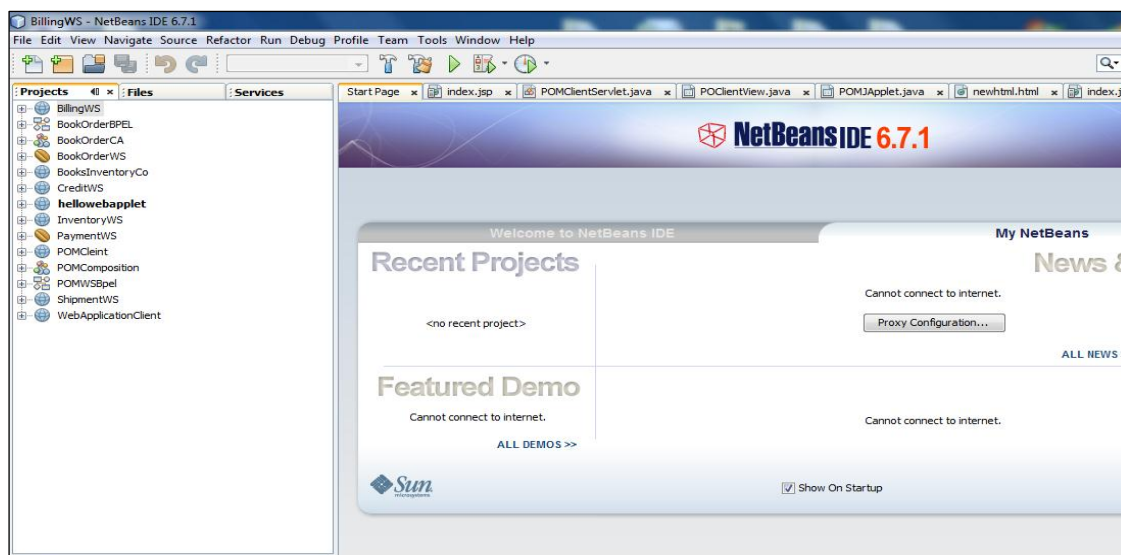 BillingWS - NetBeans IDE 6.7.1
File Edit View Navigate Source Refactor Run Debug Profile Team Tools Window Help
Projects Files Services
Start Page index.jsp POMClientServlet.java POClientView.java POMJApplet.java newhtml.html index.j
BillingWS
BookOrderBPEL
BookOrderCA
BookOrderWS
BooksInventoryCo
CreditWS
hellowebapplet
InventoryWS
PaymentWS
POMCleint
POMComposition
POMWSBpel
ShipmentWS
WebApplicationClient
NetBeans IDE 6.7.1
Welcome to NetBeans IDE
My NetBeans
Recent Projects
<no recent project>
News &
Cannot connect to internet.
Proxy Configuration...
ALL NEWS
Featured Demo
Cannot connect to internet.
ALL DEMOS >>
Cannot connect to internet.
Sun
microsystems
Show On Startup